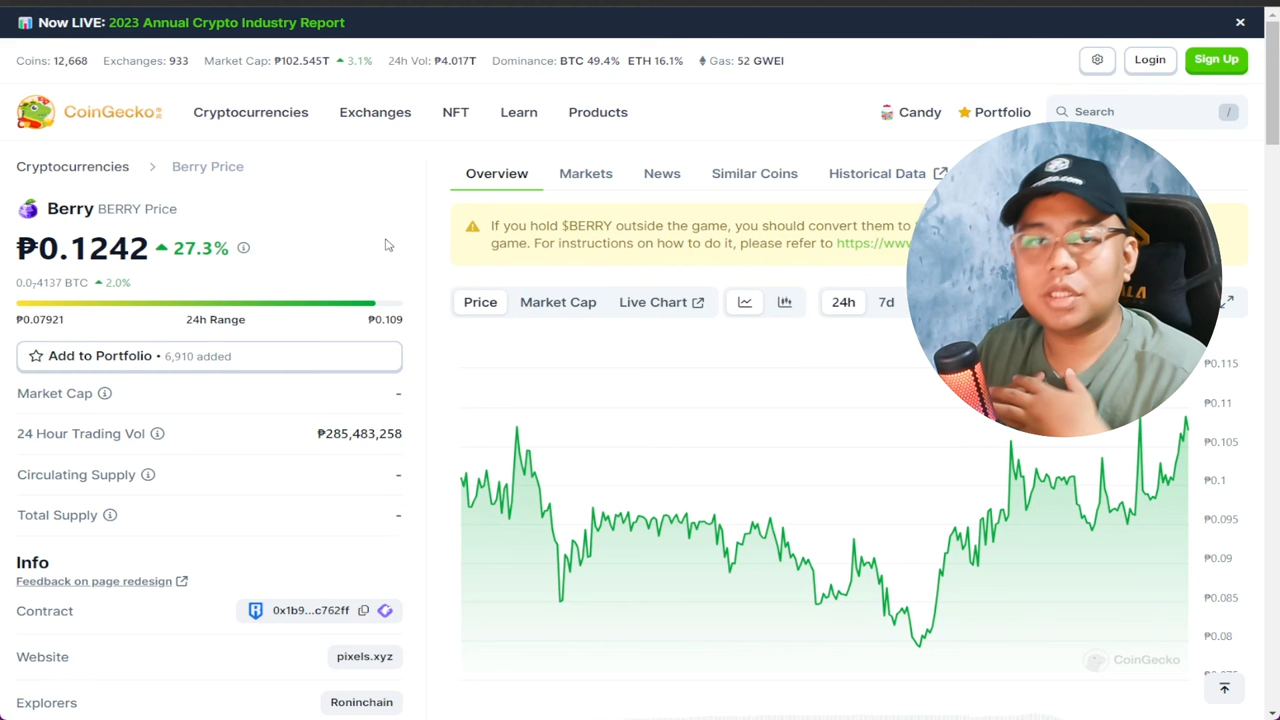 Now LIVE: 2023 Annual Crypto Industry Report
Coins: 12,668 Exchanges: 933 Market Cap: ₱102.545T 3.1% 24h Vol: ₱4.017T Dominance: BTC 49.4% ETH 16.1% Gas: 52 GWEI
Login
Sign Up
CoinGecko Cryptocurrencies Exchanges NFT Learn Products Candy Portfolio Search /
Cryptocurrencies > Berry Price
Overview Markets News Similar Coins Historical Data
Berry BERRY Price
₱0.1242 27.3%
0.0₇4137 BTC 2.0%
₱0.07921 24h Range ₱0.109
Add to Portfolio • 6,910 added
Market Cap -
24 Hour Trading Vol ₱285,483,258
Circulating Supply -
Total Supply -
Info
Feedback on page redesign
Contract 0x1b9...c762ff
Website pixels.xyz
Explorers Roninchain
If you hold $BERRY outside the game, you should convert them to
game. For instructions on how to do it, please refer to https://www
Price Market Cap Live Chart 24h 7d
₱0.115
₱0.11
₱0.105
₱0.1
₱0.095
₱0.09
₱0.085
₱0.08
CoinGecko